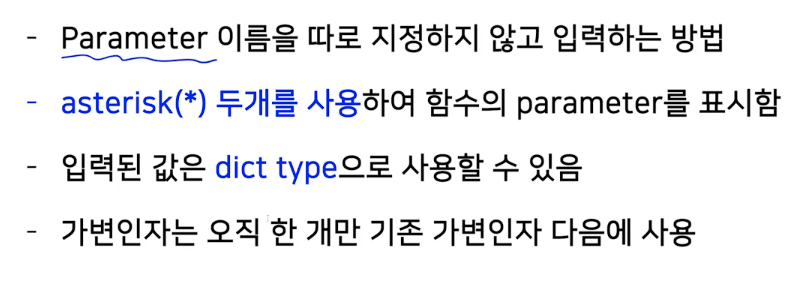 - Parameter 이름을 따로 지정하지 않고 입력하는 방법
- asterisk(*) 두개를 사용하여 함수의 parameter를 표시함
- 입력된 값은 dict type으로 사용할 수 있음
- 가변인자는 오직 한 개만 기존 가변인자 다음에 사용